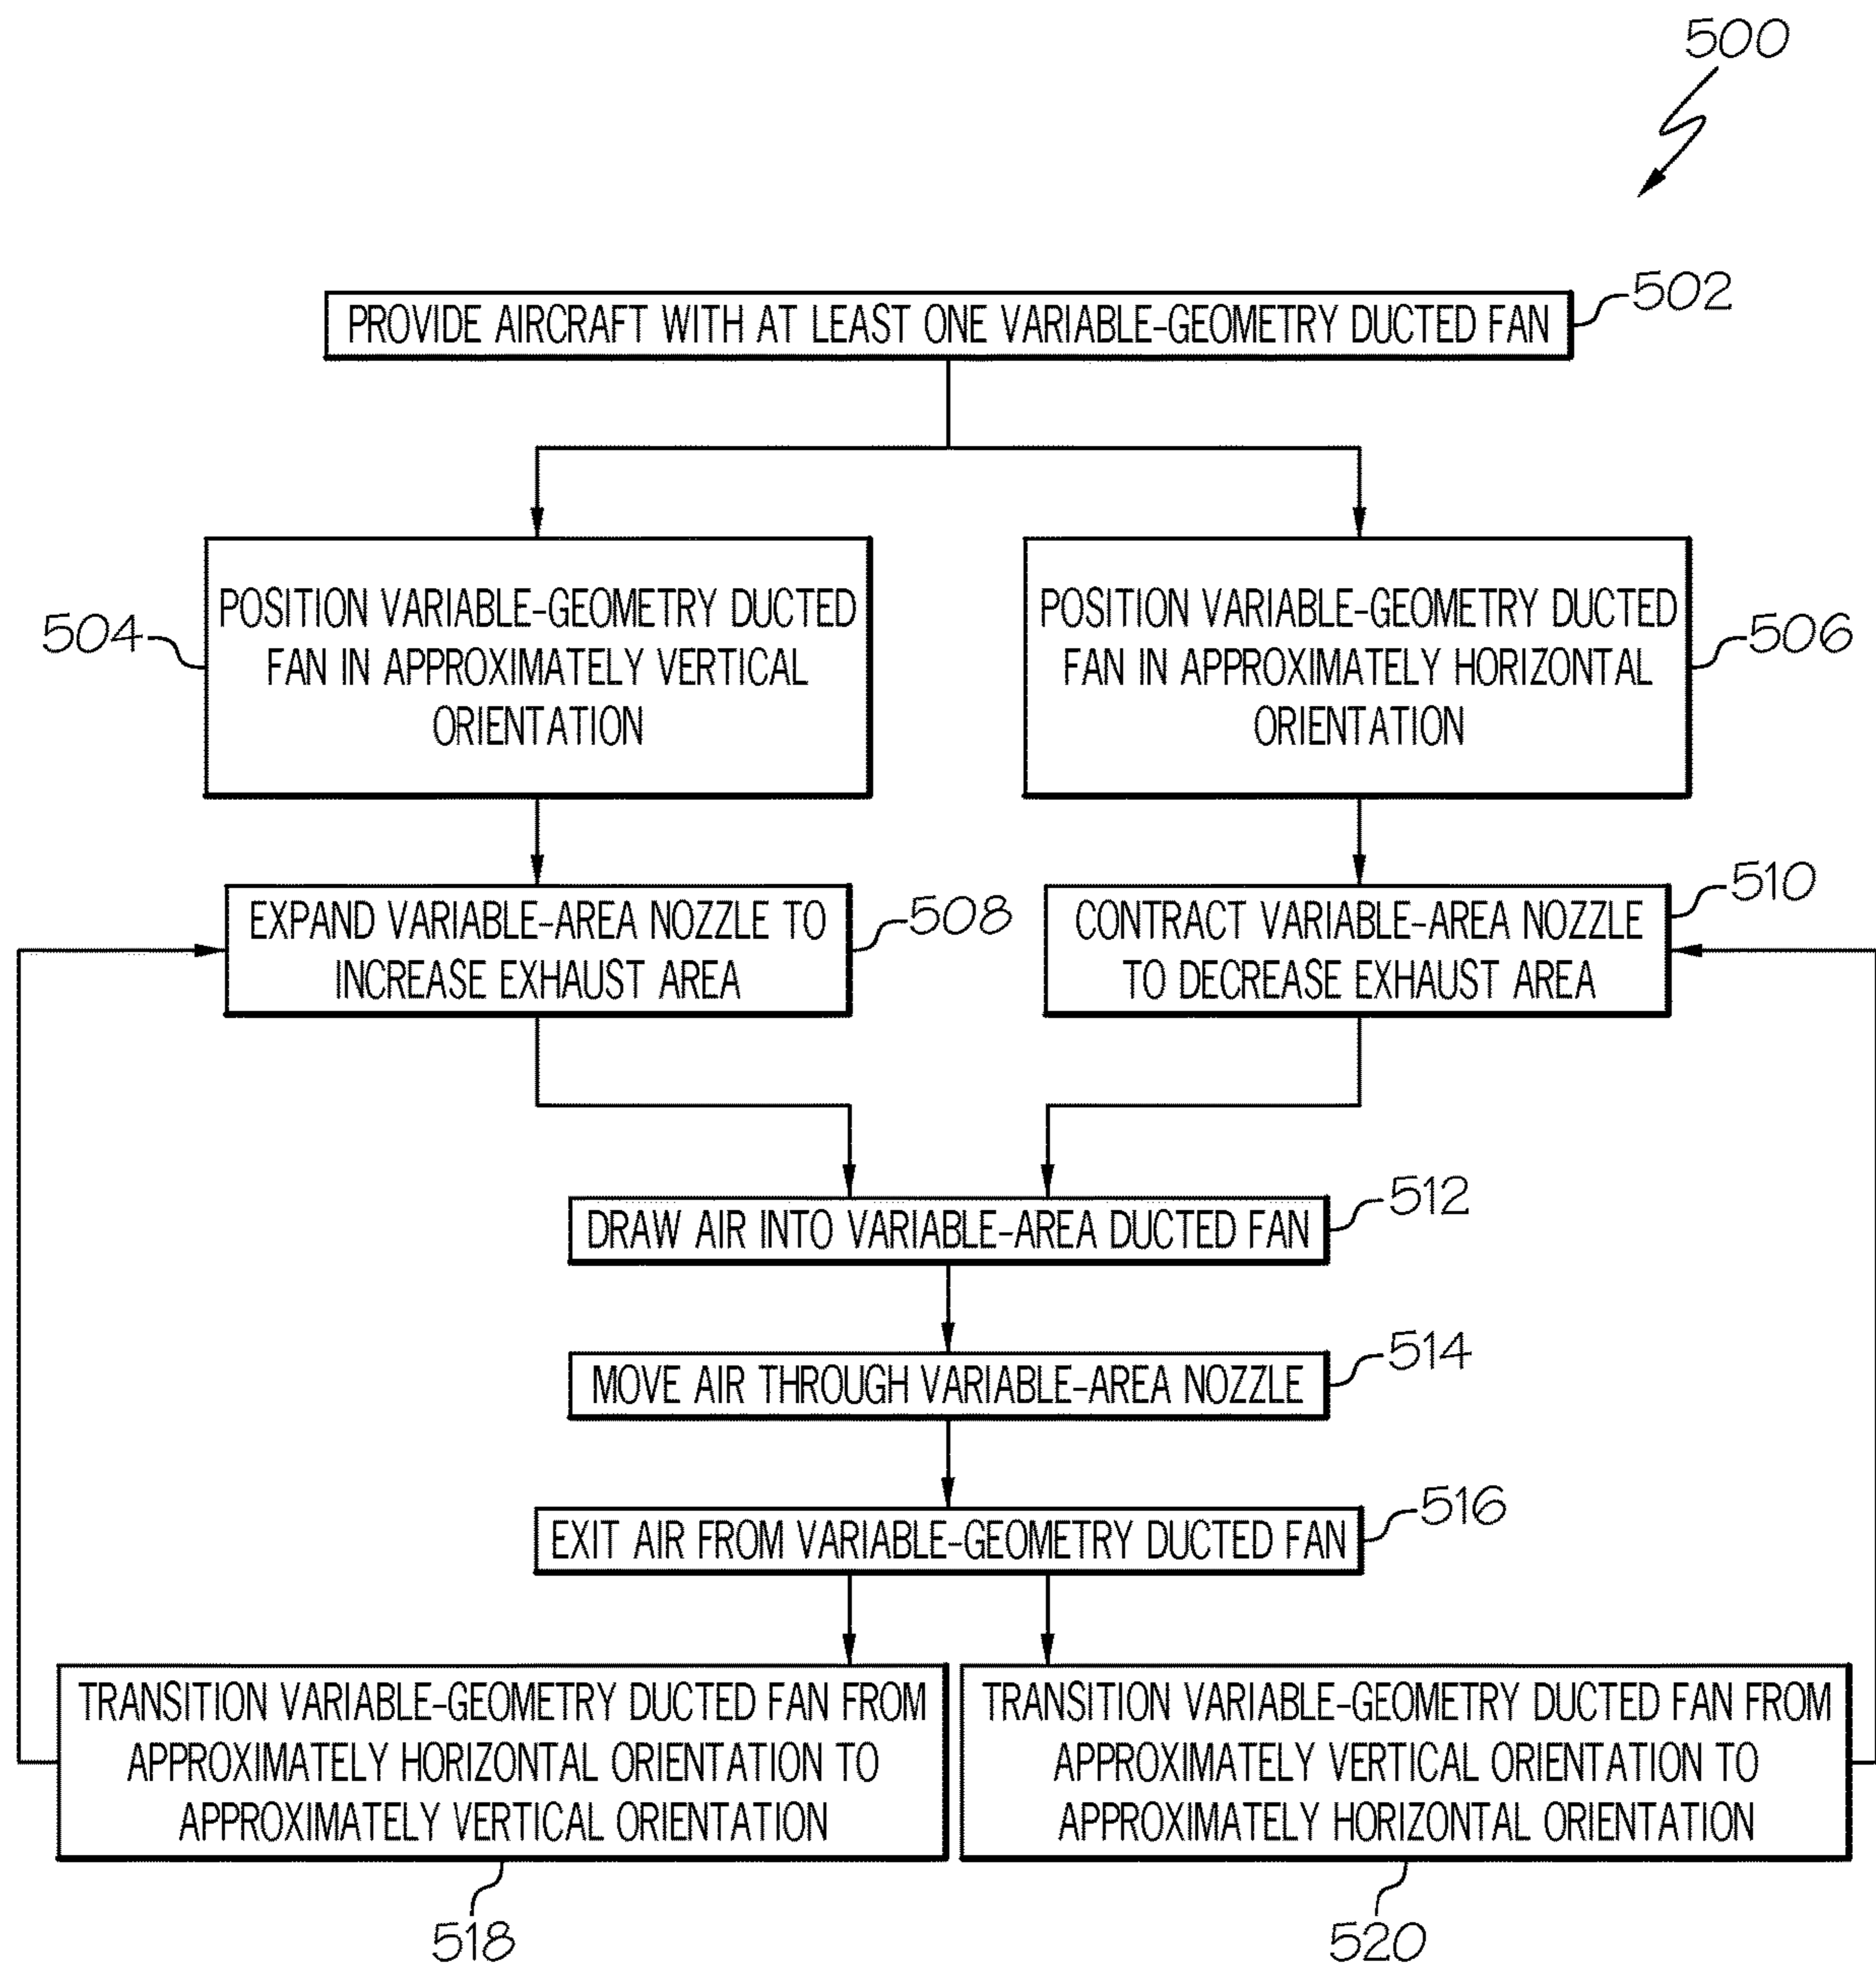 500
PROVIDE AIRCRAFT WITH AT LEAST ONE VARIABLE-GEOMETRY DUCTED FAN
502
504
POSITION VARIABLE-GEOMETRY DUCTED
FAN IN APPROXIMATELY VERTICAL
ORIENTATION
POSITION VARIABLE-GEOMETRY DUCTED
FAN IN APPROXIMATELY HORIZONTAL
ORIENTATION
506
EXPAND VARIABLE-AREA NOZZLE TO
INCREASE EXHAUST AREA
508
CONTRACT VARIABLE-AREA NOZZLE
TO DECREASE EXHAUST AREA
510
DRAW AIR INTO VARIABLE-AREA DUCTED FAN
512
MOVE AIR THROUGH VARIABLE-AREA NOZZLE
514
EXIT AIR FROM VARIABLE-GEOMETRY DUCTED FAN
516
TRANSITION VARIABLE-GEOMETRY DUCTED FAN FROM
APPROXIMATELY HORIZONTAL ORIENTATION TO
APPROXIMATELY VERTICAL ORIENTATION
518
TRANSITION VARIABLE-GEOMETRY DUCTED FAN FROM
APPROXIMATELY VERTICAL ORIENTATION TO
APPROXIMATELY HORIZONTAL ORIENTATION
520